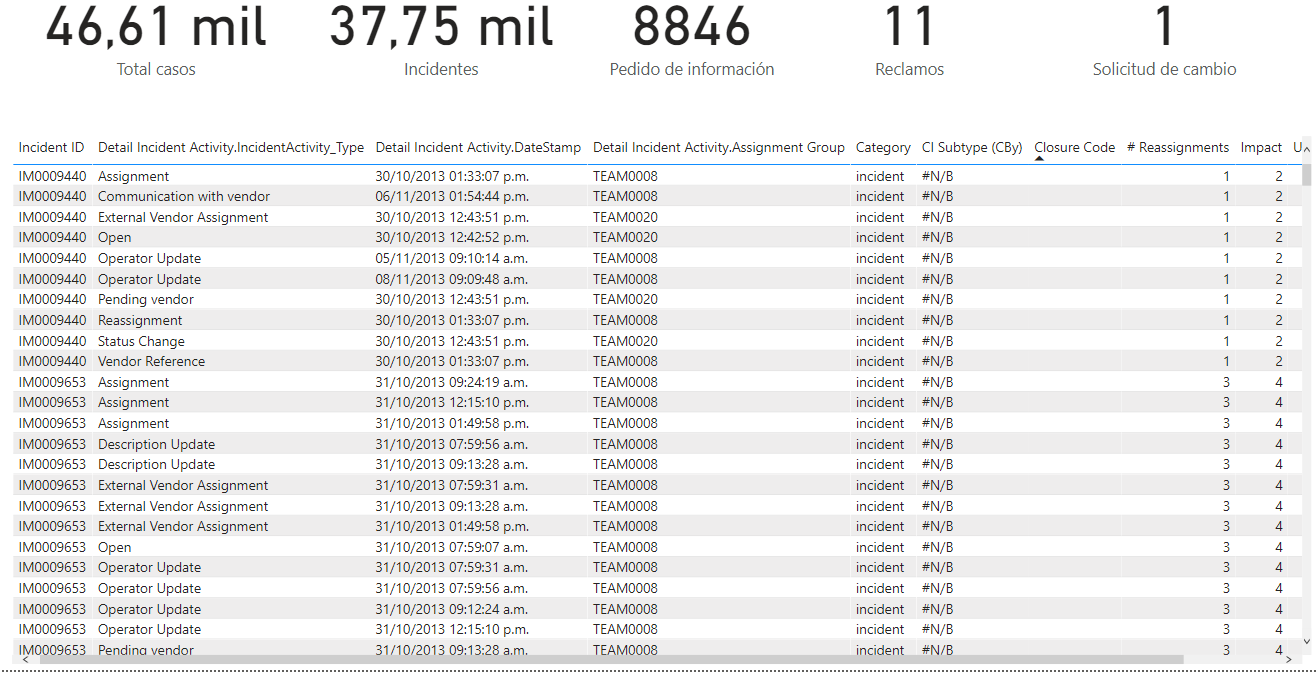 46,61 mil 37,75 mil 8846 11 1
Total casos Incidentes Pedido de información Reclamos Solicitud de cambio
Incident ID Detail Incident Activity.IncidentActivity_Type Detail Incident Activity.DateStamp Detail Incident Activity.Assignment Group Category CI Subtype (CBy) Closure Code # Reassignments Impact U
IM0009440 Assignment 30/10/2013 01:33:07 p.m. TEAM0008 incident #N/B 1 2
IM0009440 Communication with vendor 06/11/2013 01:54:44 p.m. TEAM0008 incident #N/B 1 2
IM0009440 External Vendor Assignment 30/10/2013 12:43:51 p.m. TEAM0020 incident #N/B 1 2
IM0009440 Open 30/10/2013 12:42:52 p.m. TEAM0020 incident #N/B 1 2
IM0009440 Operator Update 05/11/2013 09:10:14 a.m. TEAM0008 incident #N/B 1 2
IM0009440 Operator Update 08/11/2013 09:09:48 a.m. TEAM0008 incident #N/B 1 2
IM0009440 Pending vendor 30/10/2013 12:43:51 p.m. TEAM0020 incident #N/B 1 2
IM0009440 Reassignment 30/10/2013 01:33:07 p.m. TEAM0008 incident #N/B 1 2
IM0009440 Status Change 30/10/2013 12:43:51 p.m. TEAM0020 incident #N/B 1 2
IM0009440 Vendor Reference 30/10/2013 01:33:07 p.m. TEAM0008 incident #N/B 1 2
IM0009653 Assignment 31/10/2013 09:24:19 a.m. TEAM0008 incident #N/B 3 4
IM0009653 Assignment 31/10/2013 12:15:10 p.m. TEAM0008 incident #N/B 3 4
IM0009653 Assignment 31/10/2013 01:49:58 p.m. TEAM0008 incident #N/B 3 4
IM0009653 Description Update 31/10/2013 07:59:56 a.m. TEAM0008 incident #N/B 3 4
IM0009653 Description Update 31/10/2013 09:13:28 a.m. TEAM0008 incident #N/B 3 4
IM0009653 External Vendor Assignment 31/10/2013 07:59:31 a.m. TEAM0008 incident #N/B 3 4
IM0009653 External Vendor Assignment 31/10/2013 09:13:28 a.m. TEAM0008 incident #N/B 3 4
IM0009653 External Vendor Assignment 31/10/2013 01:49:58 p.m. TEAM0008 incident #N/B 3 4
IM0009653 Open 31/10/2013 07:59:07 a.m. TEAM0008 incident #N/B 3 4
IM0009653 Operator Update 31/10/2013 07:59:31 a.m. TEAM0008 incident #N/B 3 4
IM0009653 Operator Update 31/10/2013 07:59:56 a.m. TEAM0008 incident #N/B 3 4
IM0009653 Operator Update 31/10/2013 09:12:24 a.m. TEAM0008 incident #N/B 3 4
IM0009653 Operator Update 31/10/2013 12:15:10 p.m. TEAM0008 incident #N/B 3 4
IM0009653 Pending vendor 31/10/2013 09:13:28 a.m. TEAM0008 incident #N/B 3 4